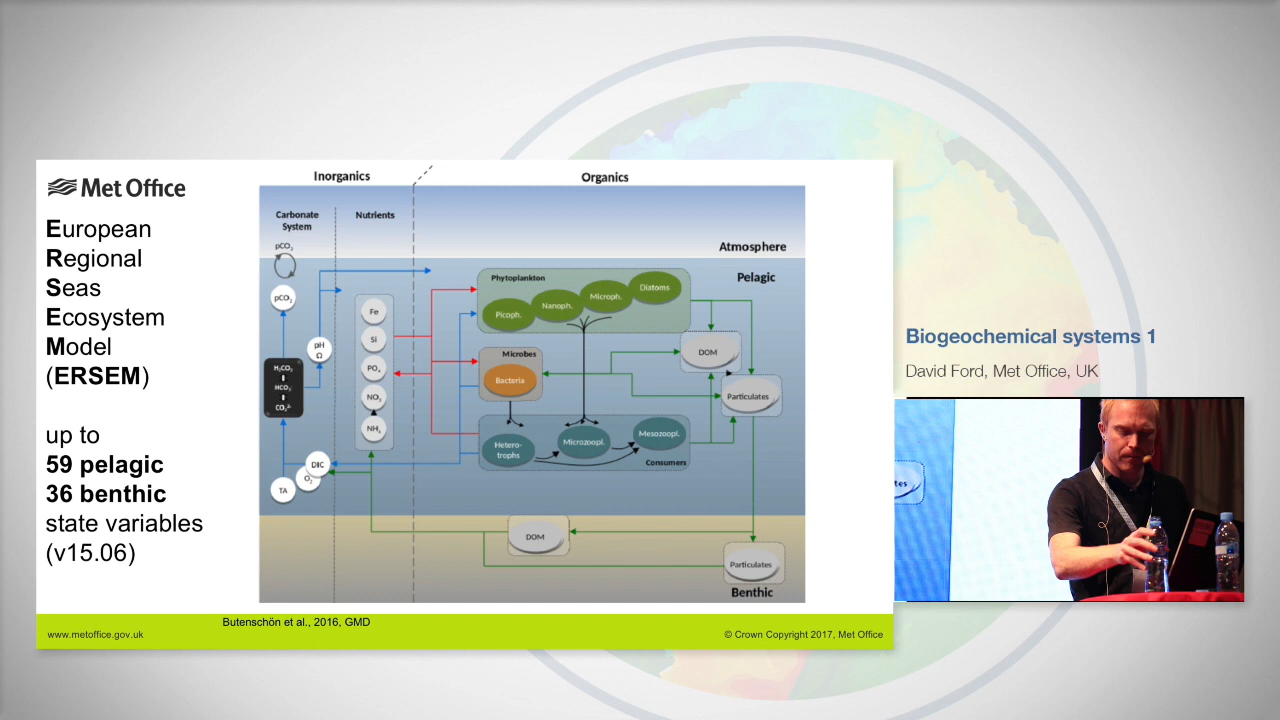 Met Office
European
Regional
Seas
Ecosystem
Model
(ERSEM)
up to
59 pelagic
36 benthic
state variables
(v15.06)
Inorganics
Organics
Carbonate
System
Nutrients
Atmosphere
Pelagic
pCO₂
pCO₂
pH
Ω
H₂CO₃
HCO₃⁻
CO₃²⁻
TA
O₂
DIC
Fe
Si
PO₄
NO₃
NH₄
Phytoplankton
Picoph.
Nanoph.
Microph.
Diatoms
Microbes
Bacteria
Hetero-
trophs
Microzoopl.
Mesozoopl.
Consumers
DOM
Particulates
DOM
Particulates
Benthic
Butenschön et al., 2016, GMD
www.metoffice.gov.uk
© Crown Copyright 2017, Met Office
Biogeochemical systems 1
David Ford, Met Office, UK
tes